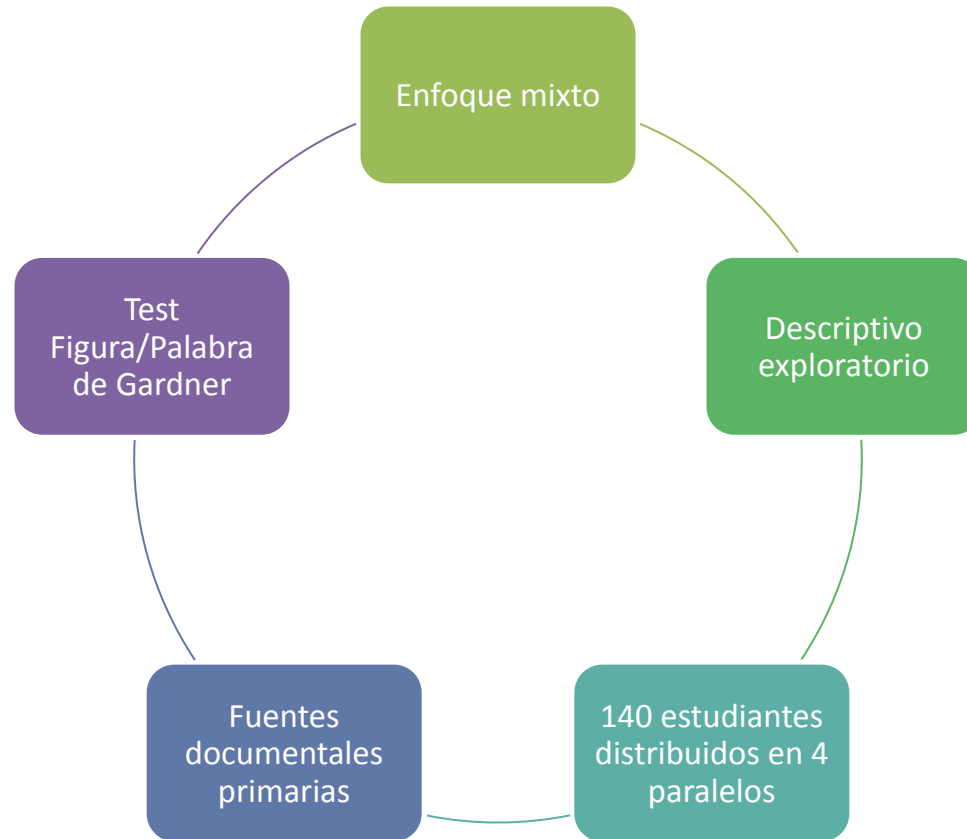 Enfoque mixto
Descriptivo
exploratorio
140 estudiantes
distribuidos en 4
paralelos
Fuentes
documentales
primarias
Test
Figura/Palabra
de Gardner